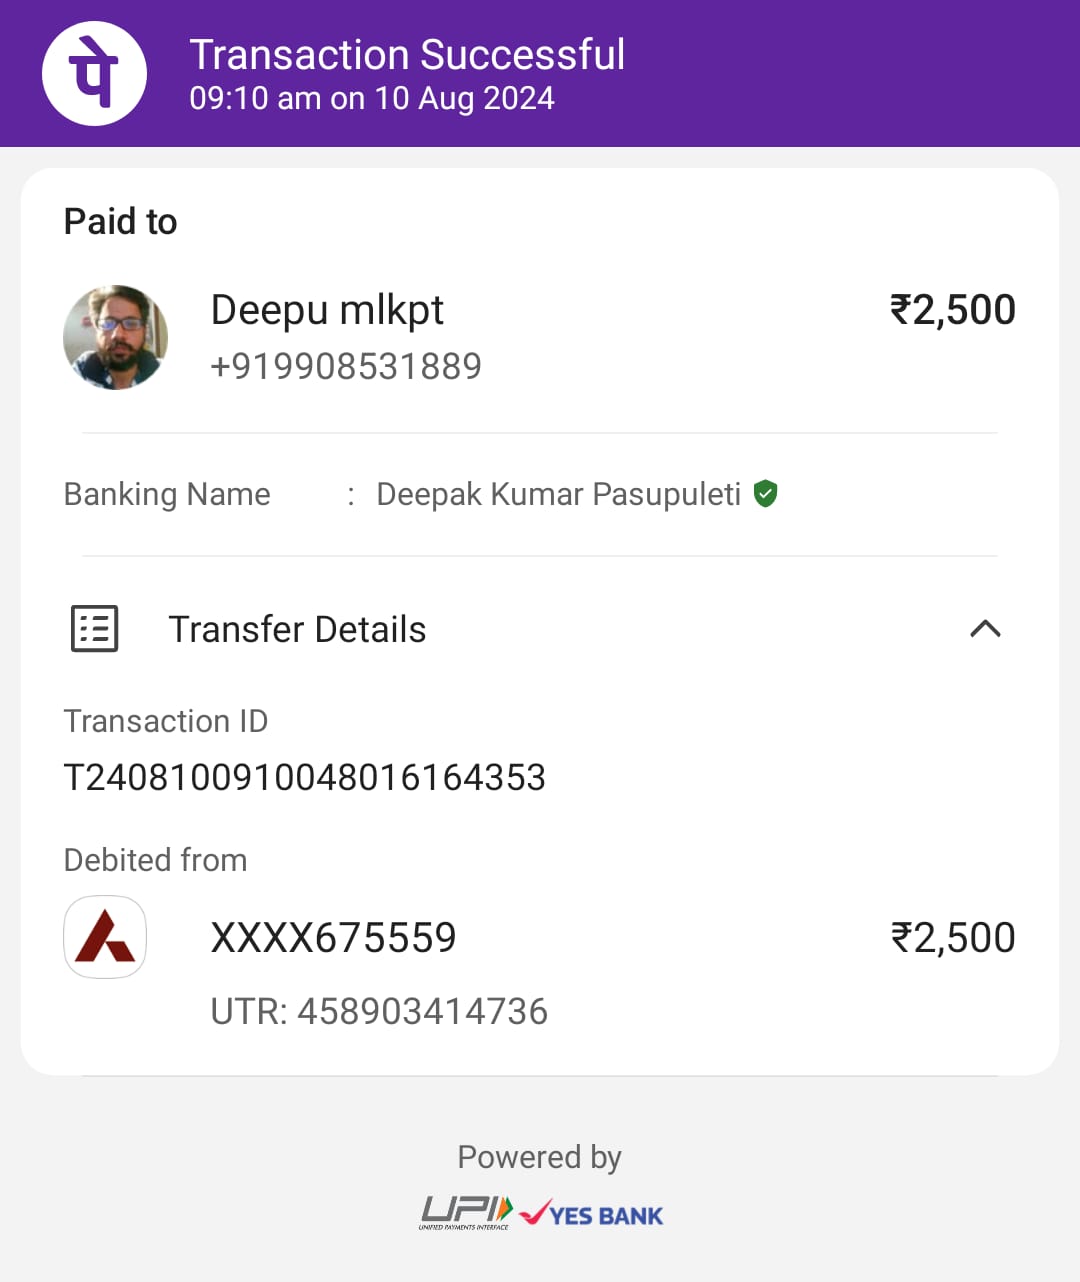 पे
Transaction Successful
09:10 am on 10 Aug 2024
Paid to
Deepu mlkpt
₹2,500
+919908531889
Banking Name : Deepak Kumar Pasupuleti
Transfer Details
Transaction ID
T2408100910048016164353
Debited from
XXXX675559
₹2,500
UTR: 458903414736
Powered by
UPI
UNIFIED PAYMENTS INTERFACE
YES BANK